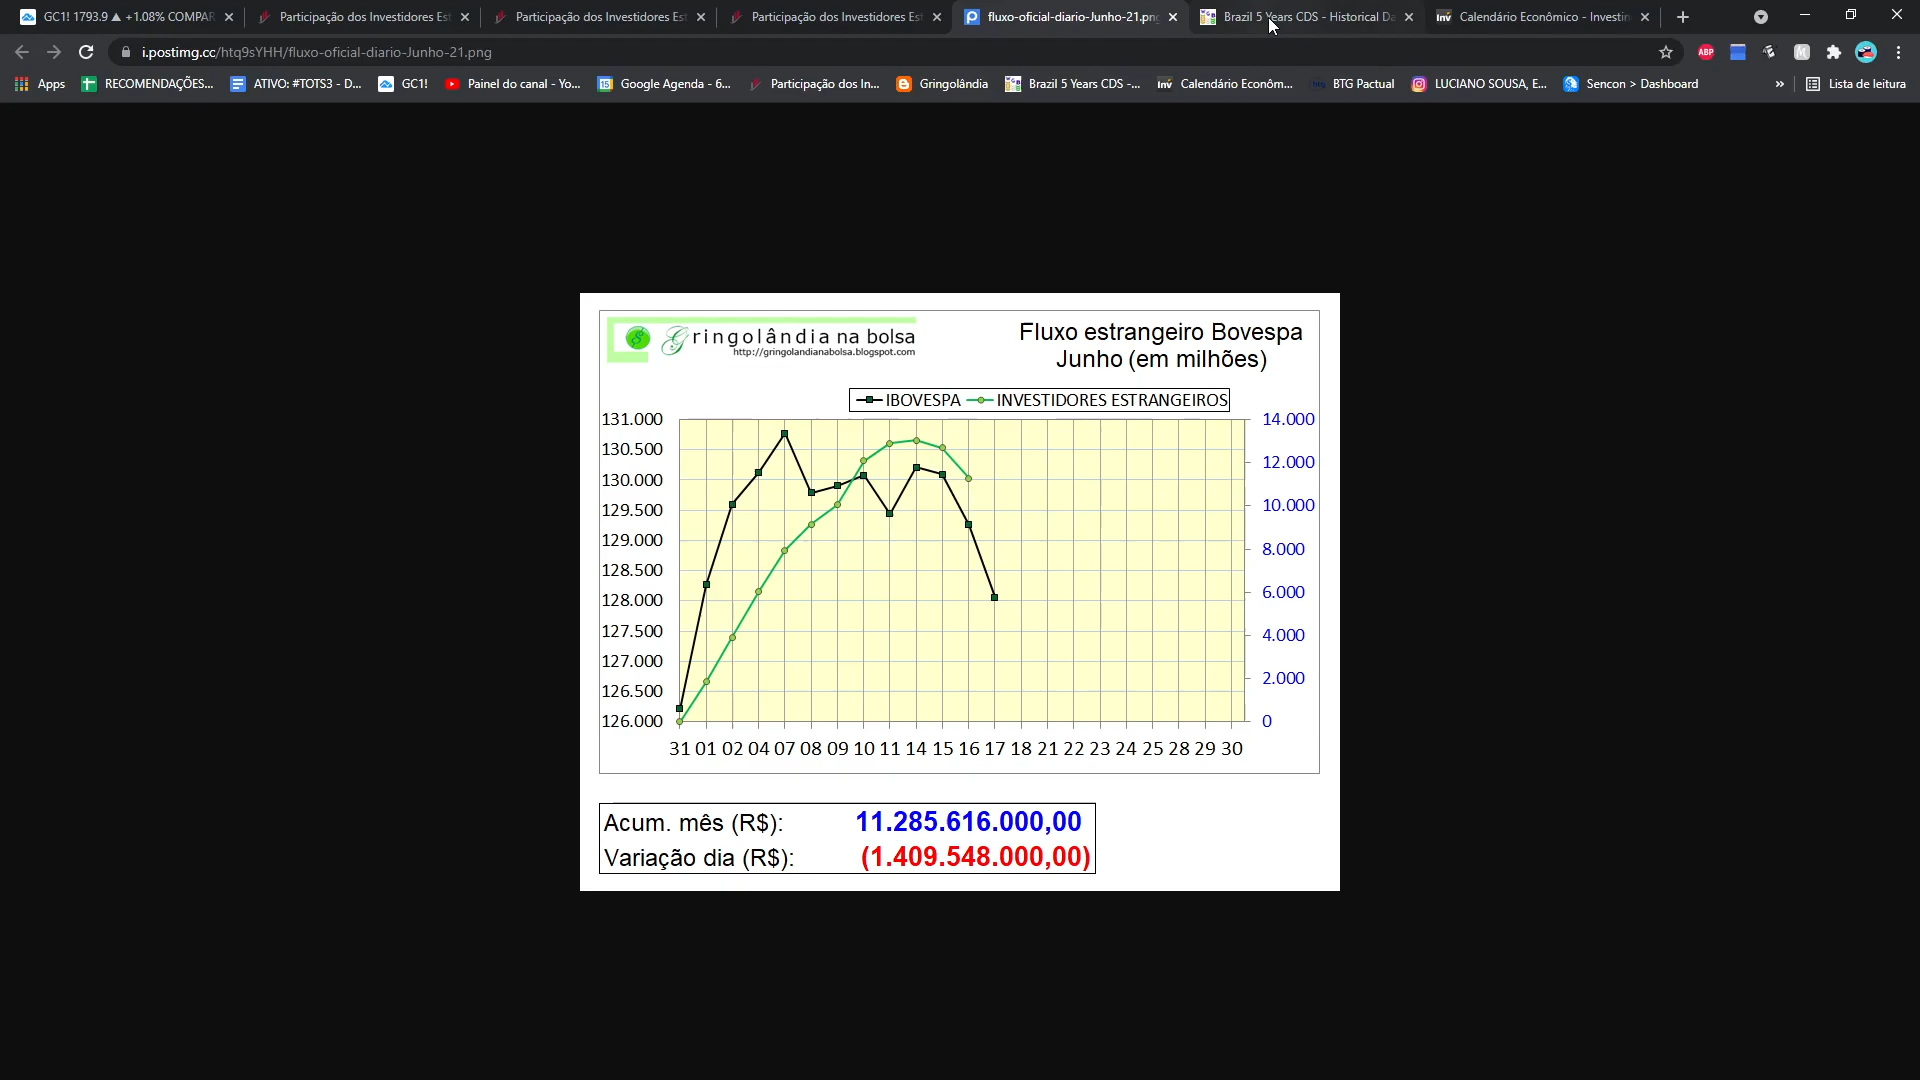 GC1! 1793.9 ▲ +1.08% COMPAR
Participação dos Investidores Est
Participação dos Investidores Est
Participação dos Investidores Est
fluxo-oficial-diario-Junho-21.png
Brazil 5 Years CDS - Historical Da
Calendário Econômico - Investin
i.postimg.cc/htq9sYHH/fluxo-oficial-diario-Junho-21.png
ABP
M
Apps
RECOMENDAÇÕES...
ATIVO: #TOTS3 - D...
GC1!
Painel do canal - Yo...
Google Agenda - 6...
Participação dos In...
Gringolândia
Brazil 5 Years CDS -...
Inv
Calendário Econôm...
BTG Pactual
LUCIANO SOUSA, E...
Sencon > Dashboard
»
Lista de leitura
Gringolândia na bolsa
http://gringolandianabolsa.blogspot.com
Fluxo estrangeiro Bovespa
Junho (em milhões)
IBOVESPA INVESTIDORES ESTRANGEIROS
131.000 14.000
130.500
130.000 12.000
129.500 10.000
129.000
128.500 8.000
128.000 6.000
127.500 4.000
127.000
126.500 2.000
126.000 0
31 01 02 04 07 08 09 10 11 14 15 16 17 18 21 22 23 24 25 28 29 30
Acum. mês (R$): 11.285.616.000,00
Variação dia (R$): (1.409.548.000,00)